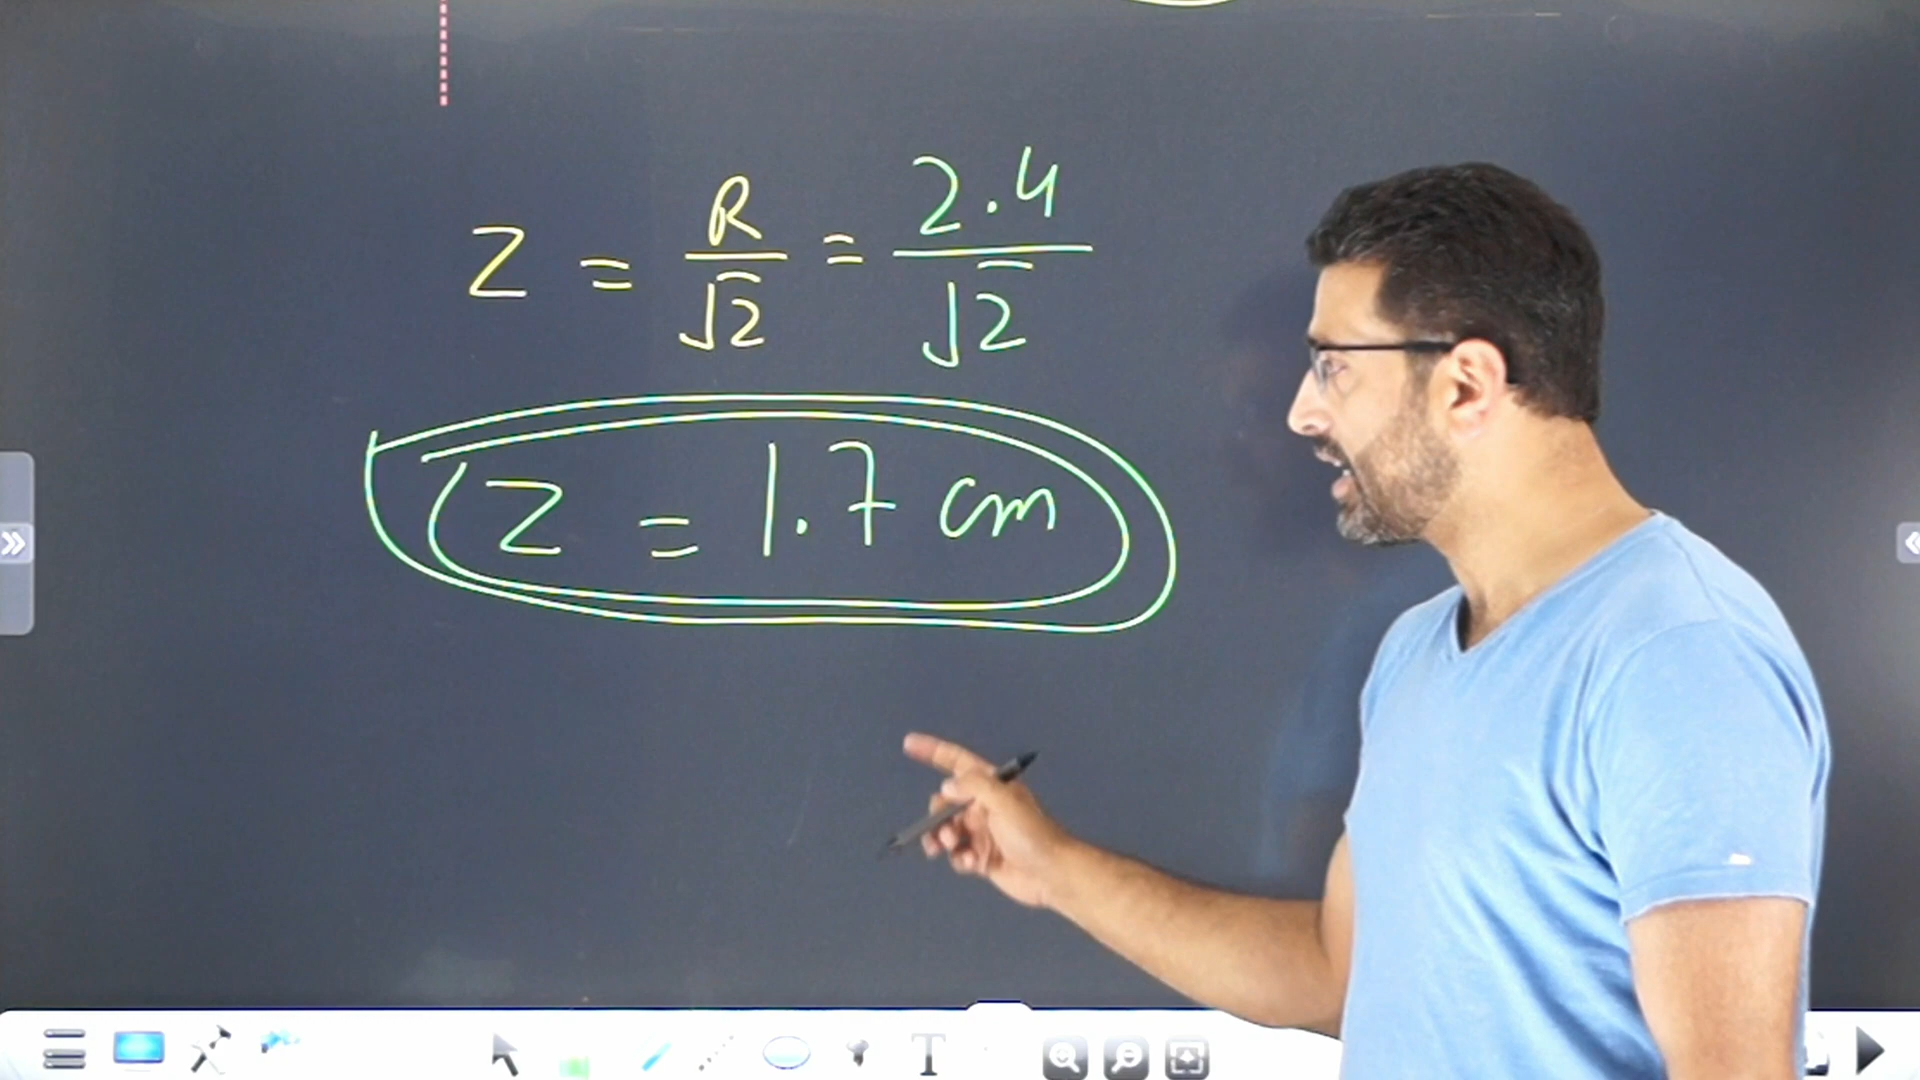 Z = R/√2 = 2.4/√2
Z = 1.7 cm
T